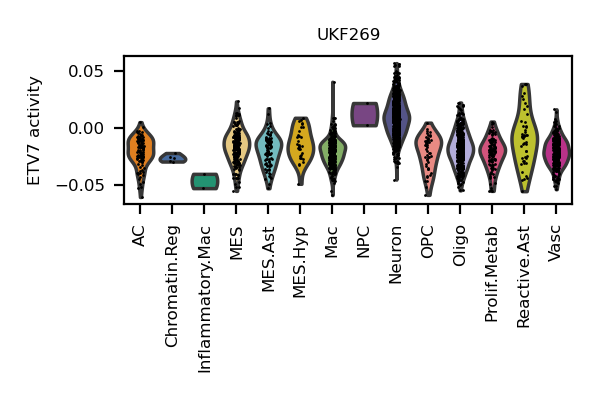 UKF269
ETV7 activity
0.05
0.00
−0.05
AC
Chromatin.Reg
Inflammatory.Mac
MES
MES.Ast
MES.Hyp
Mac
NPC
Neuron
OPC
Oligo
Prolif.Metab
Reactive.Ast
Vasc